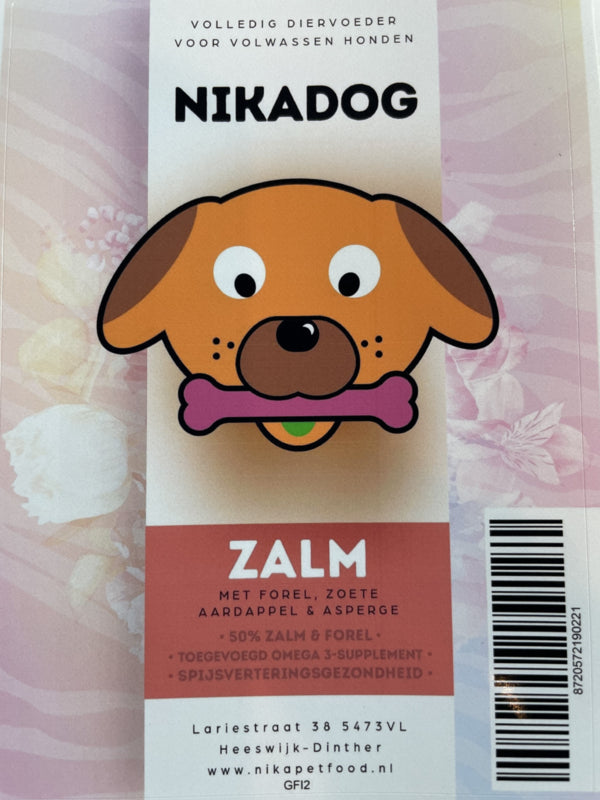 VOLLEDIG DIERVOEDER
VOOR VOLWASSEN HONDEN
NIKADOG
ZALM
MET FOREL, ZOETE
AARDAPPEL & ASPERGE
• 50% ZALM & FOREL •
• TOEGEVOEGD OMEGA 3-SUPPLEMENT •
• SPIJSVERTERINGSGEZONDHEID •
Lariestraat 38 5473VL
Heeswijk-Dinther
www.nikapetfood.nl
GFI2
8720572190221